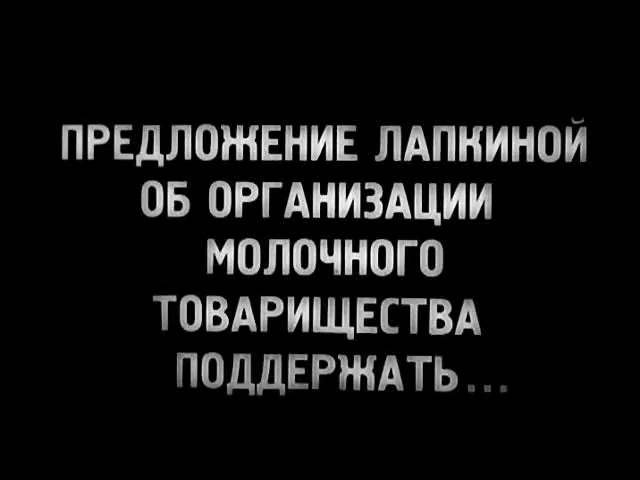 ПРЕДЛОЖЕНИЕ ЛАПКИНОЙ
ОБ ОРГАНИЗАЦИИ
МОЛОЧНОГО
ТОВАРИЩЕСТВА
ПОДДЕРЖАТЬ...